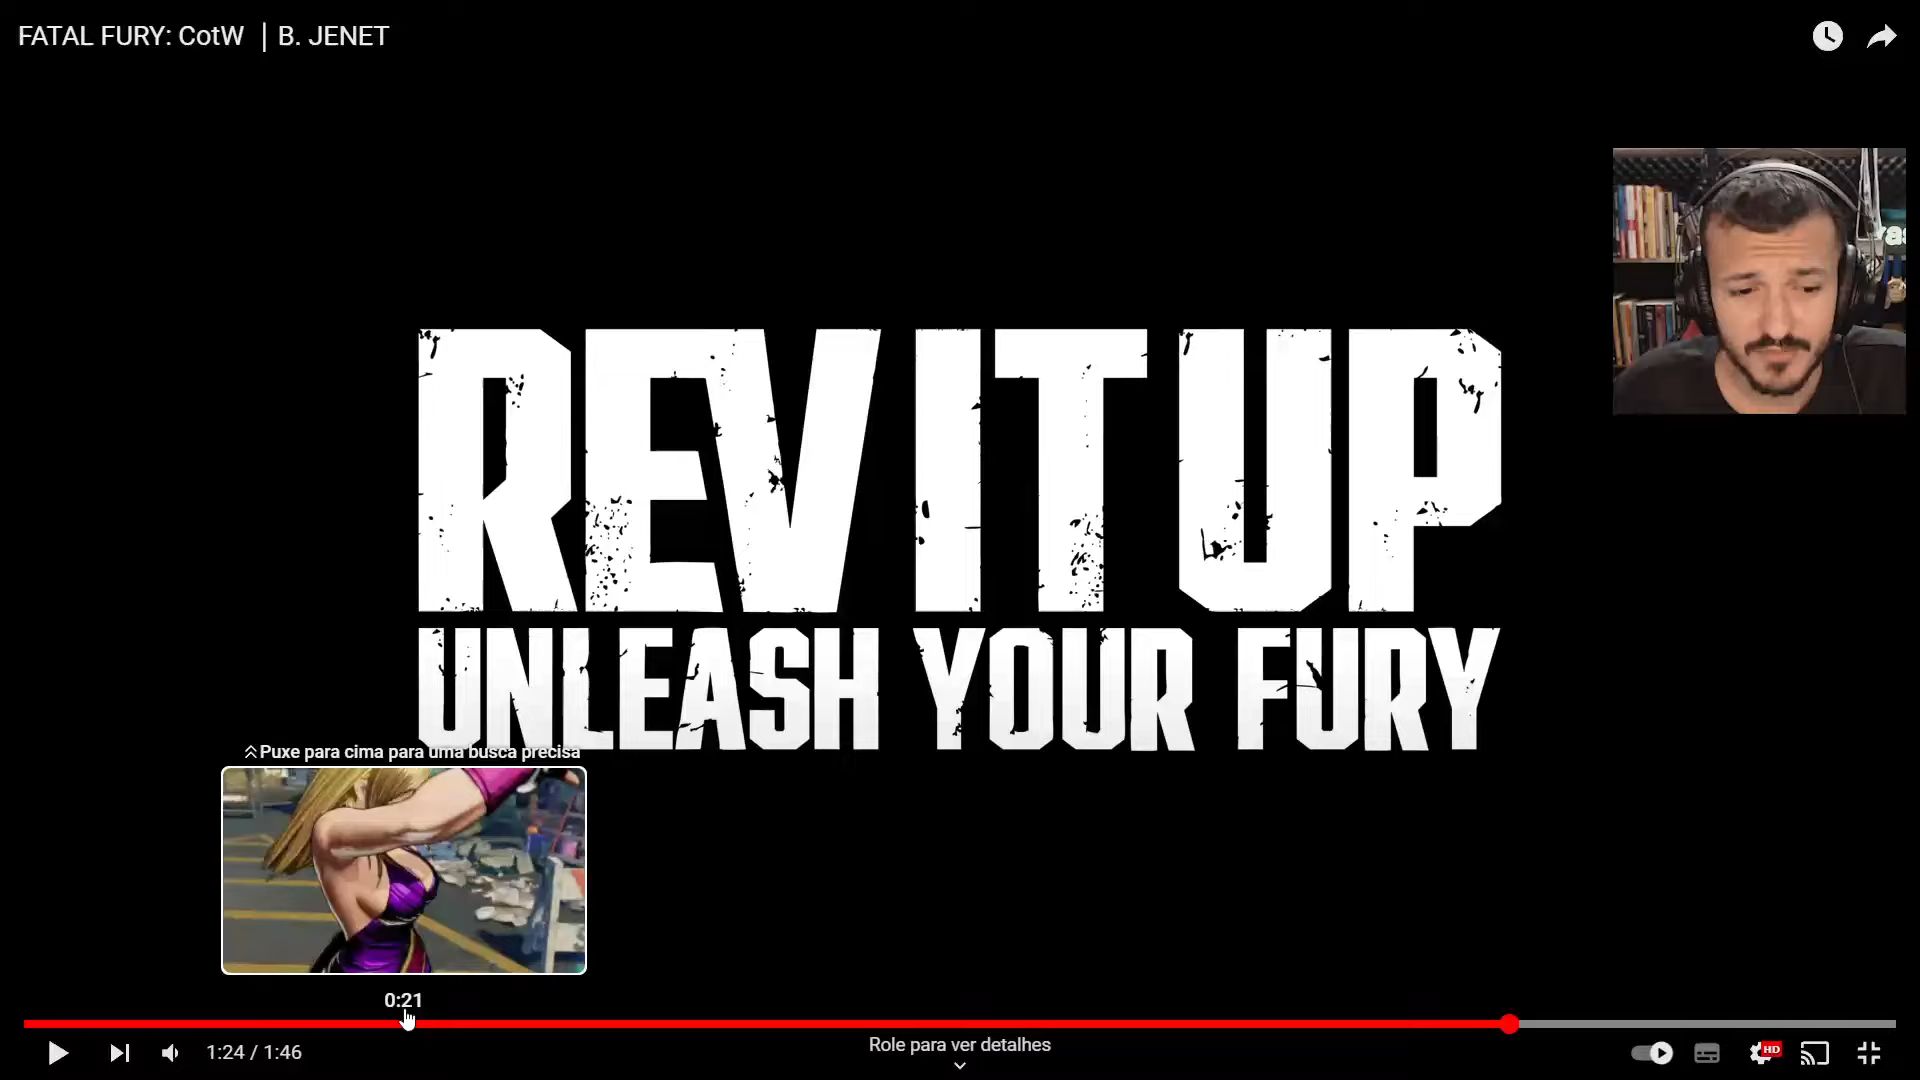 FATAL FURY: CotW | B. JENET
REV IT UP
UNLEASH YOUR FURY
Puxe para cima para uma busca precisa
0:21
1:24 / 1:46
Role para ver detalhes
HD